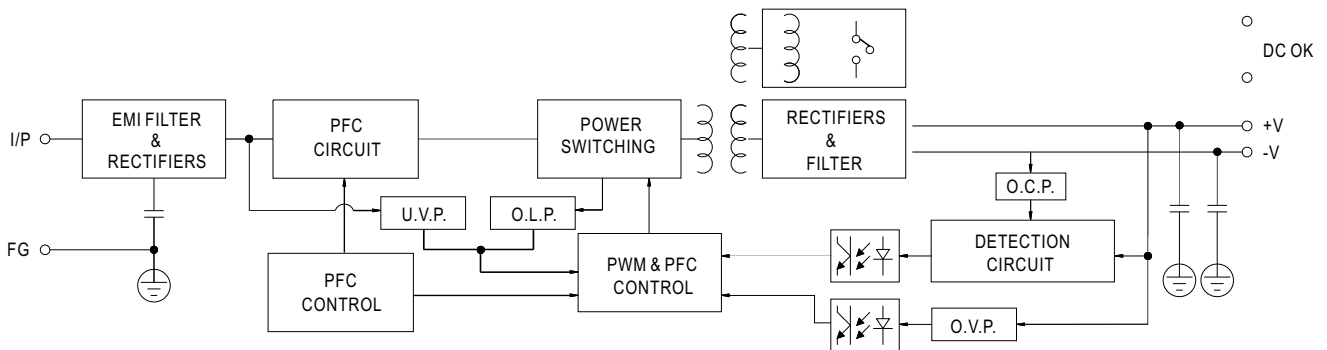 DC OK
I/P
EMI FILTER
&
RECTIFIERS
PFC
CIRCUIT
POWER
SWITCHING
RECTIFIERS
&
FILTER
+V
-V
O.C.P.
U.V.P.
O.L.P.
FG
PFC
CONTROL
PWM & PFC
CONTROL
DETECTION
CIRCUIT
O.V.P.